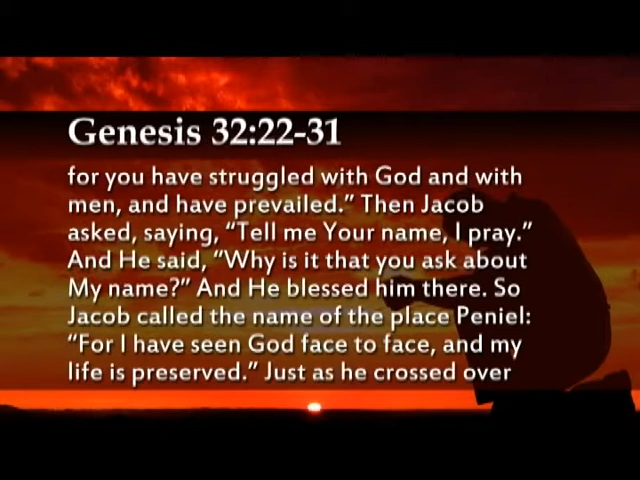 Genesis 32:22-31
for you have struggled with God and with
men, and have prevailed.” Then Jacob
asked, saying, “Tell me Your name, I pray.”
And He said, “Why is it that you ask about
My name?” And He blessed him there. So
Jacob called the name of the place Peniel:
“For I have seen God face to face, and my
life is preserved.” Just as he crossed over